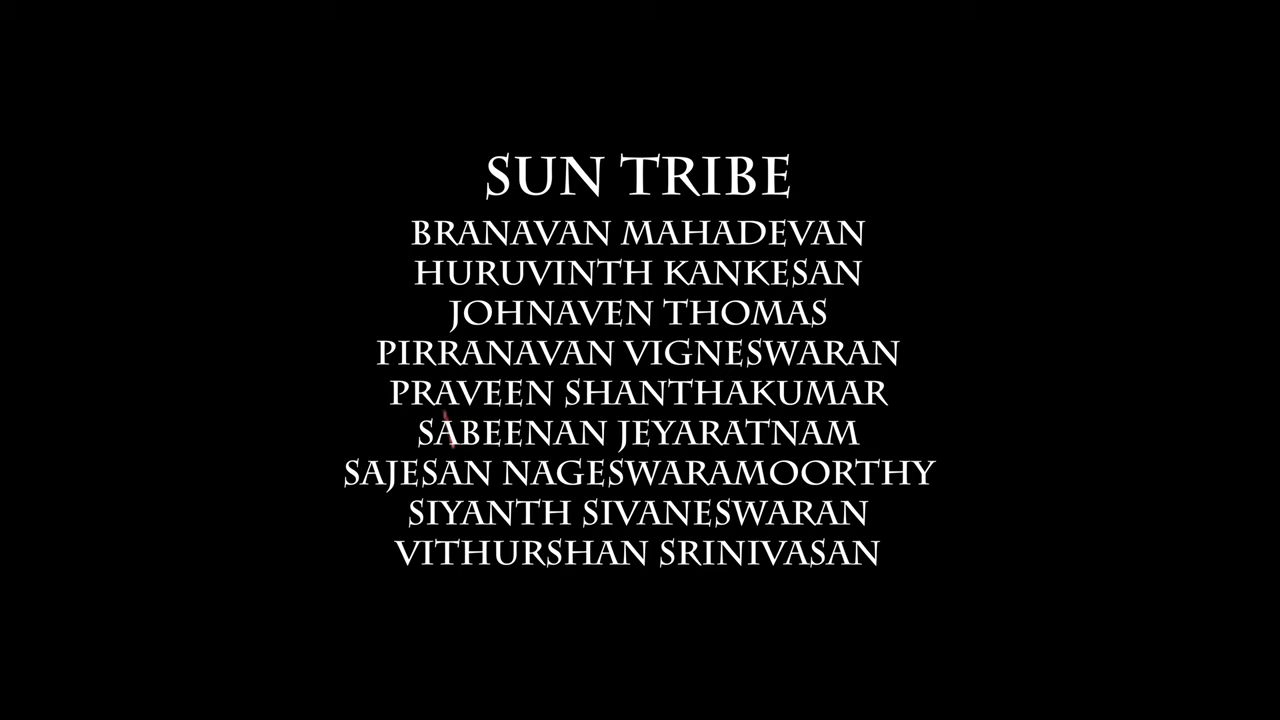 SUN TRIBE
BRANAVAN MAHADEVAN
HURUVINTH KANKESAN
JOHNAVEN THOMAS
PIRRANAVAN VIGNESWARAN
PRAVEEN SHANTHAKUMAR
SABEENAN JEYARATNAM
SAJESAN NAGESWARAMOORTHY
SIYANTH SIVANESWARAN
VITHURSHAN SRINIVASAN